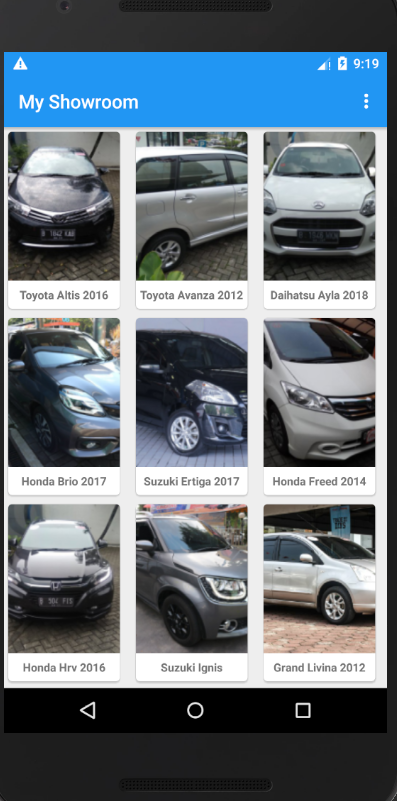 9:19
My Showroom
Toyota Altis 2016
Toyota Avanza 2012
Daihatsu Ayla 2018
Honda Brio 2017
Suzuki Ertiga 2017
Honda Freed 2014
Honda Hrv 2016
Suzuki Ignis
Grand Livina 2012